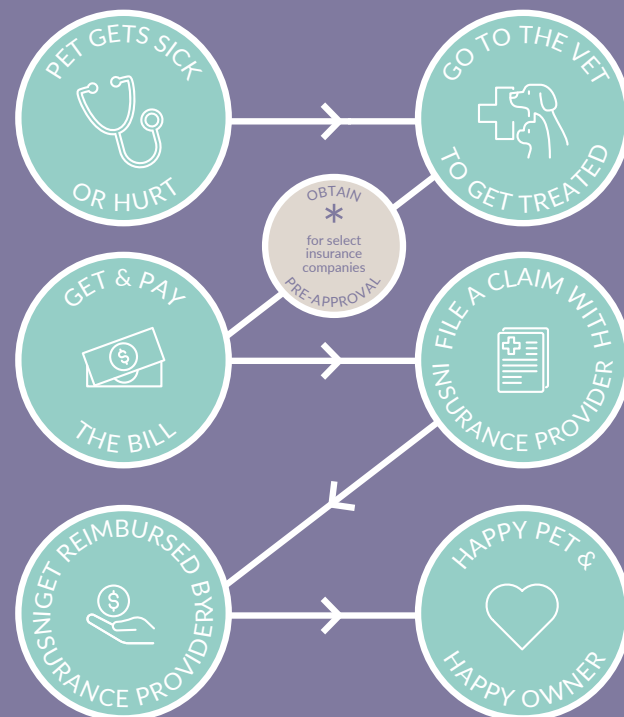 PET GETS SICK
OR HURT
GO TO THE VET
TO GET TREATED
OBTAIN
*
for select
insurance
companies
PRE-APPROVAL
GET & PAY
$
THE BILL
FILE A CLAIM WITH
INSURANCE PROVIDER
GET REIMBURSED BY
$
INSURANCE PROVIDER
HAPPY PET &
HAPPY OWNER